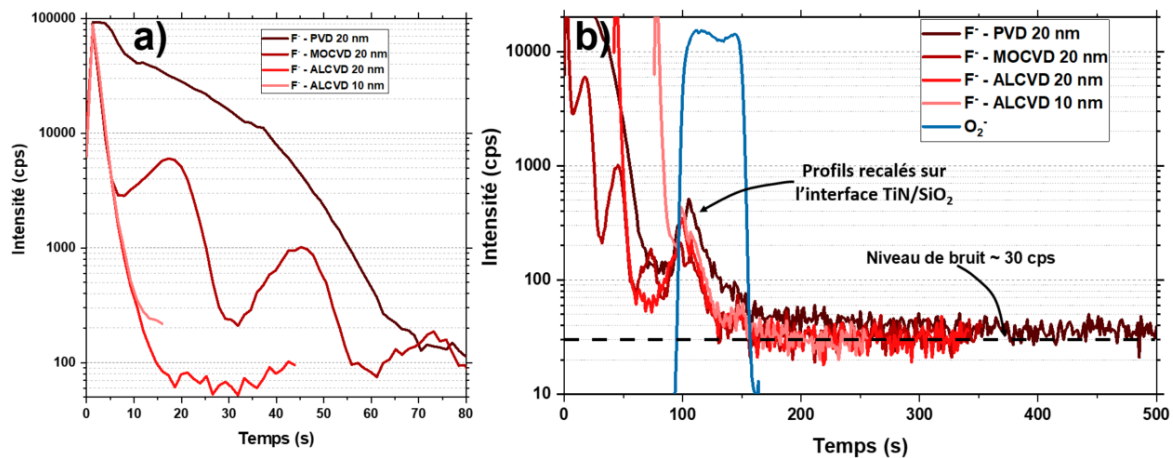 a)
F⁻ - PVD 20 nm
F⁻ - MOCVD 20 nm
F⁻ - ALCVD 20 nm
F⁻ - ALCVD 10 nm
Intensité (cps)
100000
10000
1000
100
0 10 20 30 40 50 60 70 80
Temps (s)
b)
F⁻ - PVD 20 nm
F⁻ - MOCVD 20 nm
F⁻ - ALCVD 20 nm
F⁻ - ALCVD 10 nm
O₂⁻
Profils recalés sur
l'interface TiN/SiO₂
Niveau de bruit ~ 30 cps
Intensité (cps)
10000
1000
100
10
0 100 200 300 400 500
Temps (s)